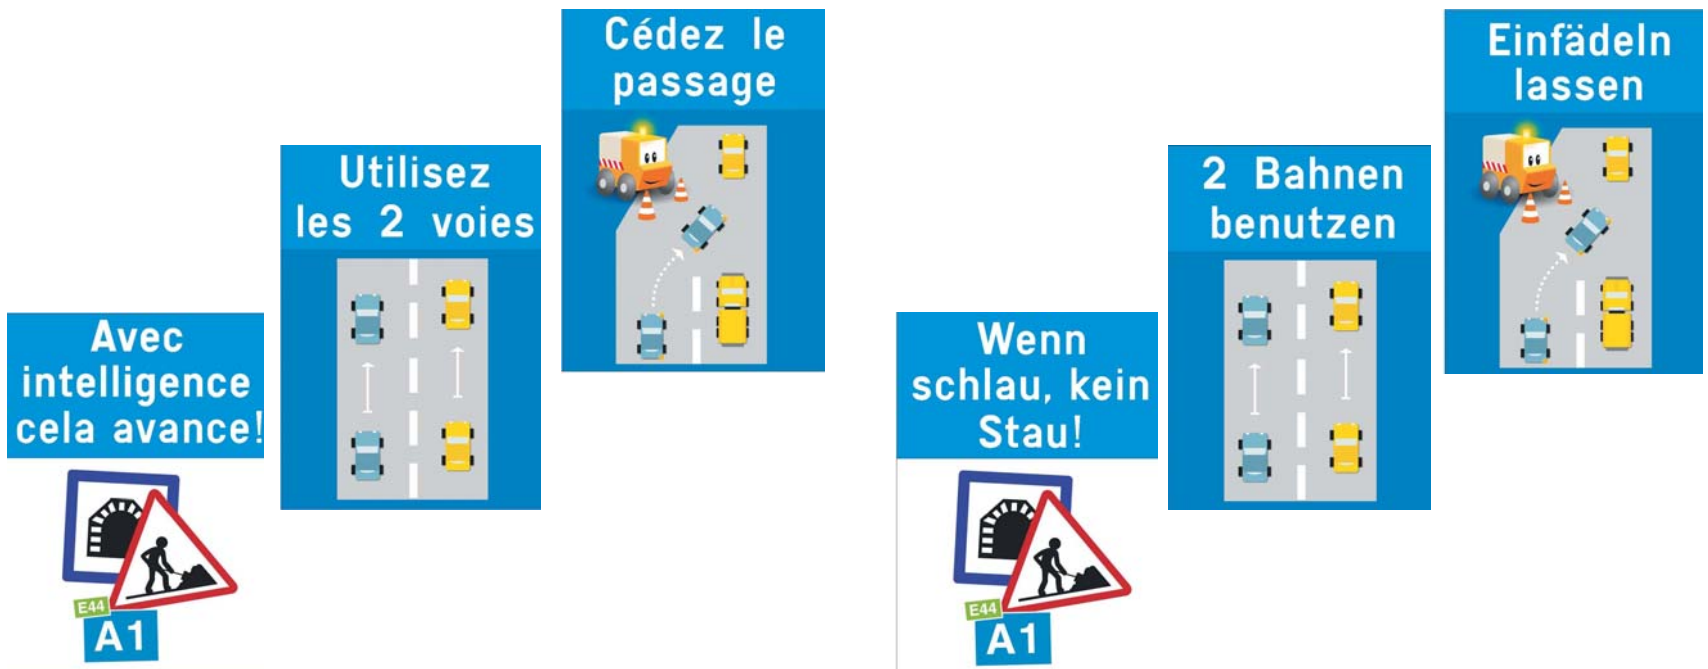 Avec
intelligence
cela avance!
E44
A1
Utilisez
les 2 voies
Cédez le
passage
Wenn
schlau, kein
Stau!
E44
A1
2 Bahnen
benutzen
Einfädeln
lassen